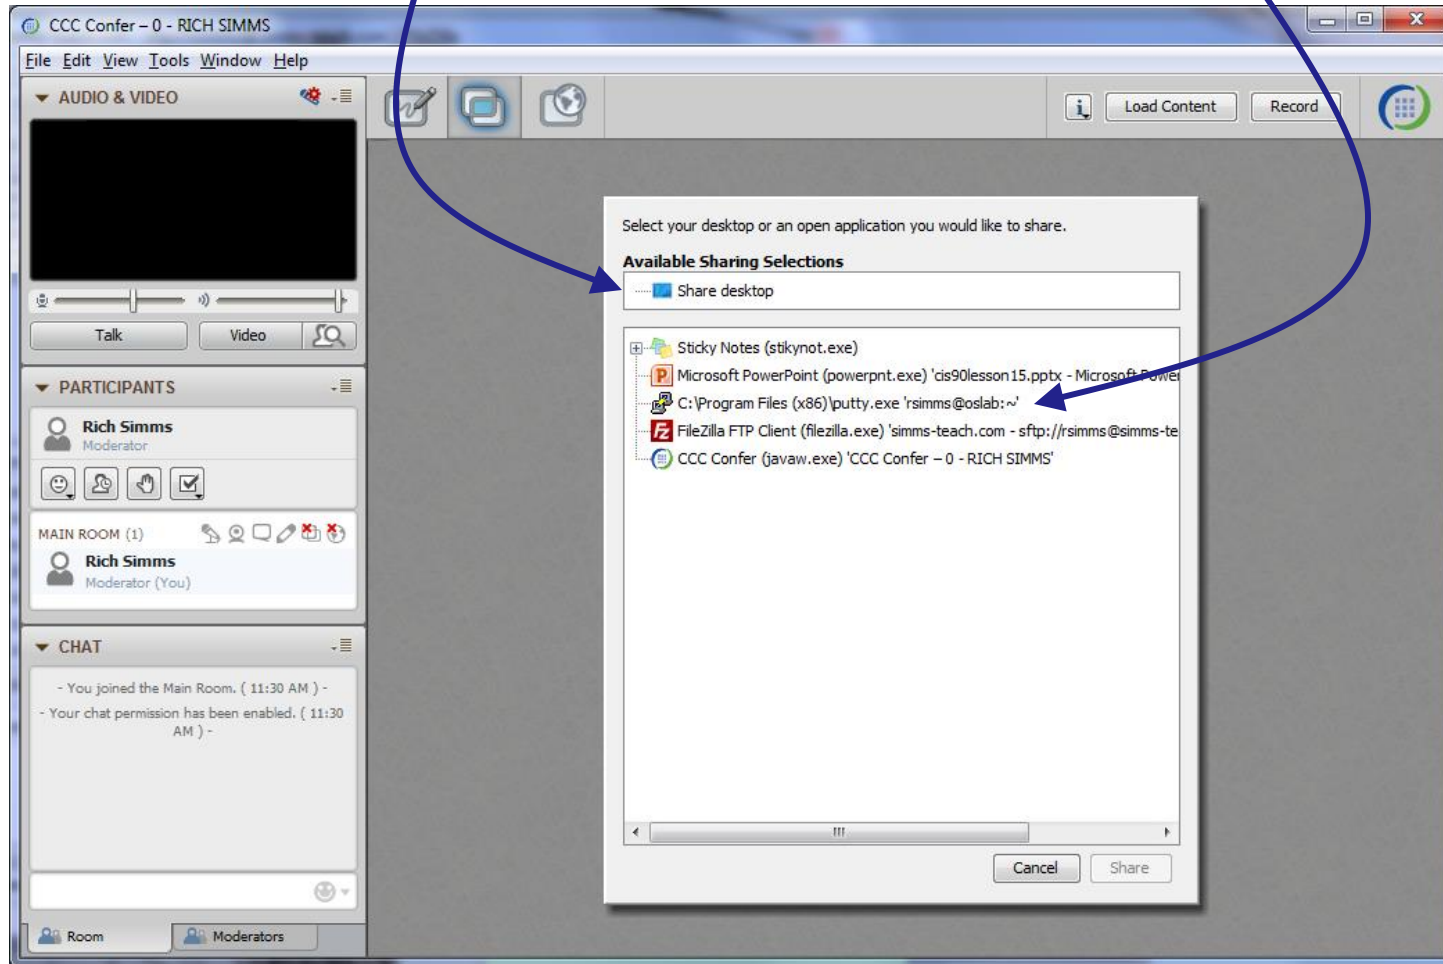 CCC Confer – 0 - RICH SIMMS
File Edit View Tools Window Help
AUDIO & VIDEO
Load Content Record
Talk Video
PARTICIPANTS
Rich Simms
Moderator
MAIN ROOM (1)
Rich Simms
Moderator (You)
CHAT
- You joined the Main Room. ( 11:30 AM ) -
- Your chat permission has been enabled. ( 11:30
AM ) -
Room Moderators
Select your desktop or an open application you would like to share.
Available Sharing Selections
Share desktop
Sticky Notes (stikynot.exe)
Microsoft PowerPoint (powerpnt.exe) 'cis90lesson15.pptx - Microsoft Power
C:\Program Files (x86)\putty.exe 'rsimms@oslab:~'
FileZilla FTP Client (filezilla.exe) 'simms-teach.com - sftp://rsimms@simms-te
CCC Confer (javaw.exe) 'CCC Confer – 0 - RICH SIMMS'
Cancel Share